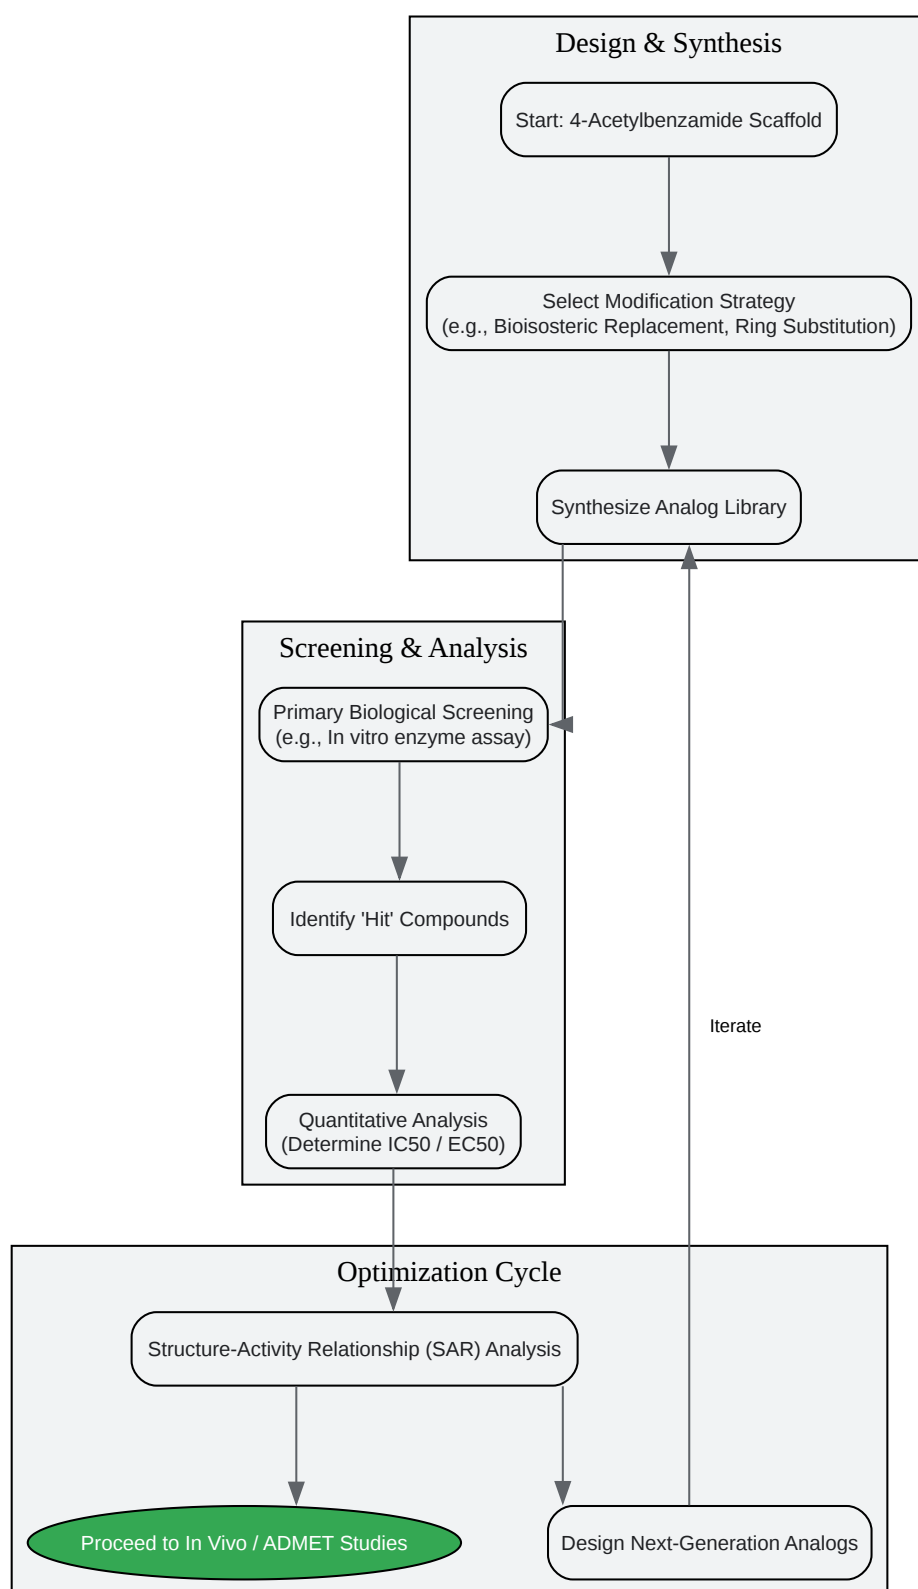 Design & Synthesis
Start: 4-Acetylbenzamide Scaffold
Select Modification Strategy
(e.g., Bioisosteric Replacement, Ring Substitution)
Synthesize Analog Library
Screening & Analysis
Primary Biological Screening
(e.g., In vitro enzyme assay)
Identify 'Hit' Compounds
Iterate
Quantitative Analysis
(Determine IC50 / EC50)
Optimization Cycle
Structure-Activity Relationship (SAR) Analysis
Proceed to In Vivo / ADMET Studies
Design Next-Generation Analogs